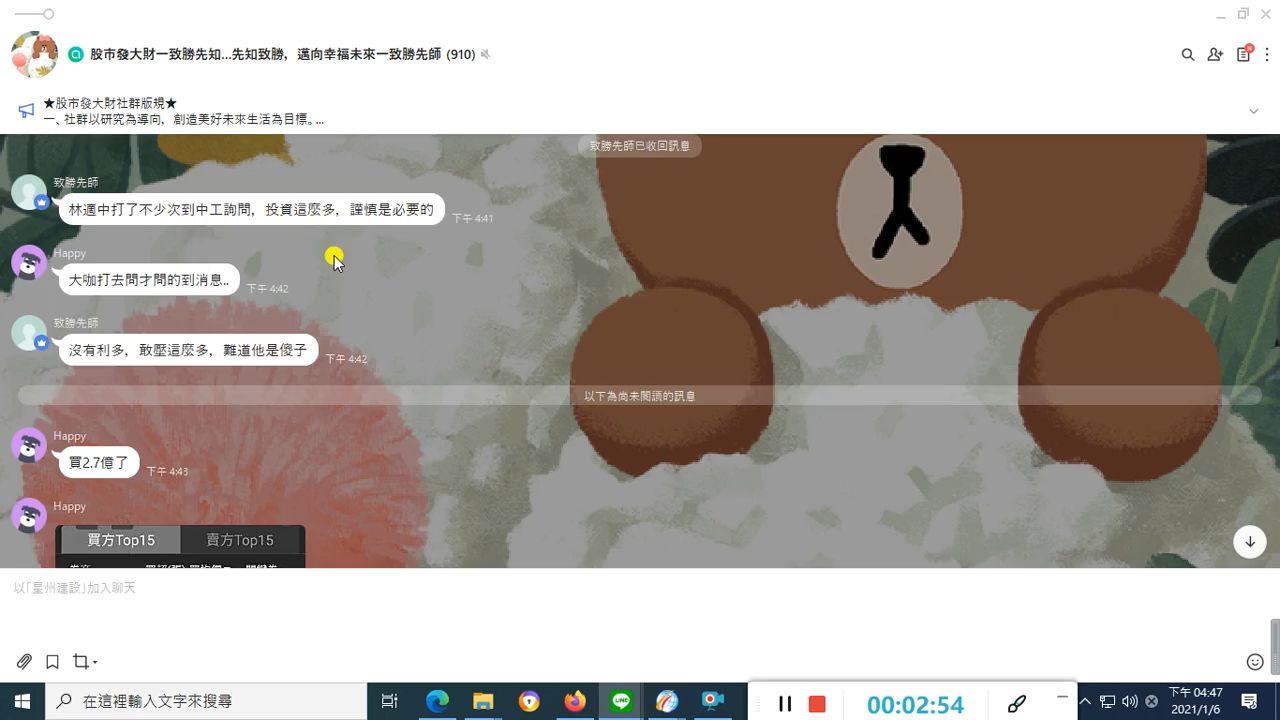 股市發大財一致勝先知...先知致勝，邁向幸福未來一致勝先師 (910)
N
★股市發大財社群版規★
一、社群以研究為導向，創造美好未來生活為目標。...
致勝先師已收回訊息
致勝先師
林適中打了不少次到中工詢問，投資這麼多，謹慎是必要的
下午 4:41
Happy
大咖打去問才問的到消息..
下午 4:42
致勝先師
沒有利多，敢壓這麼多，難道他是傻子
下午 4:42
以下為尚未閱讀的訊息
Happy
買2.7億了
下午 4:43
Happy
買方Top15 賣方Top15
以「星州建設」加入聊天
在這裡輸入文字來搜尋
LINE
00:02:54
下午 04:47
2021/1/6